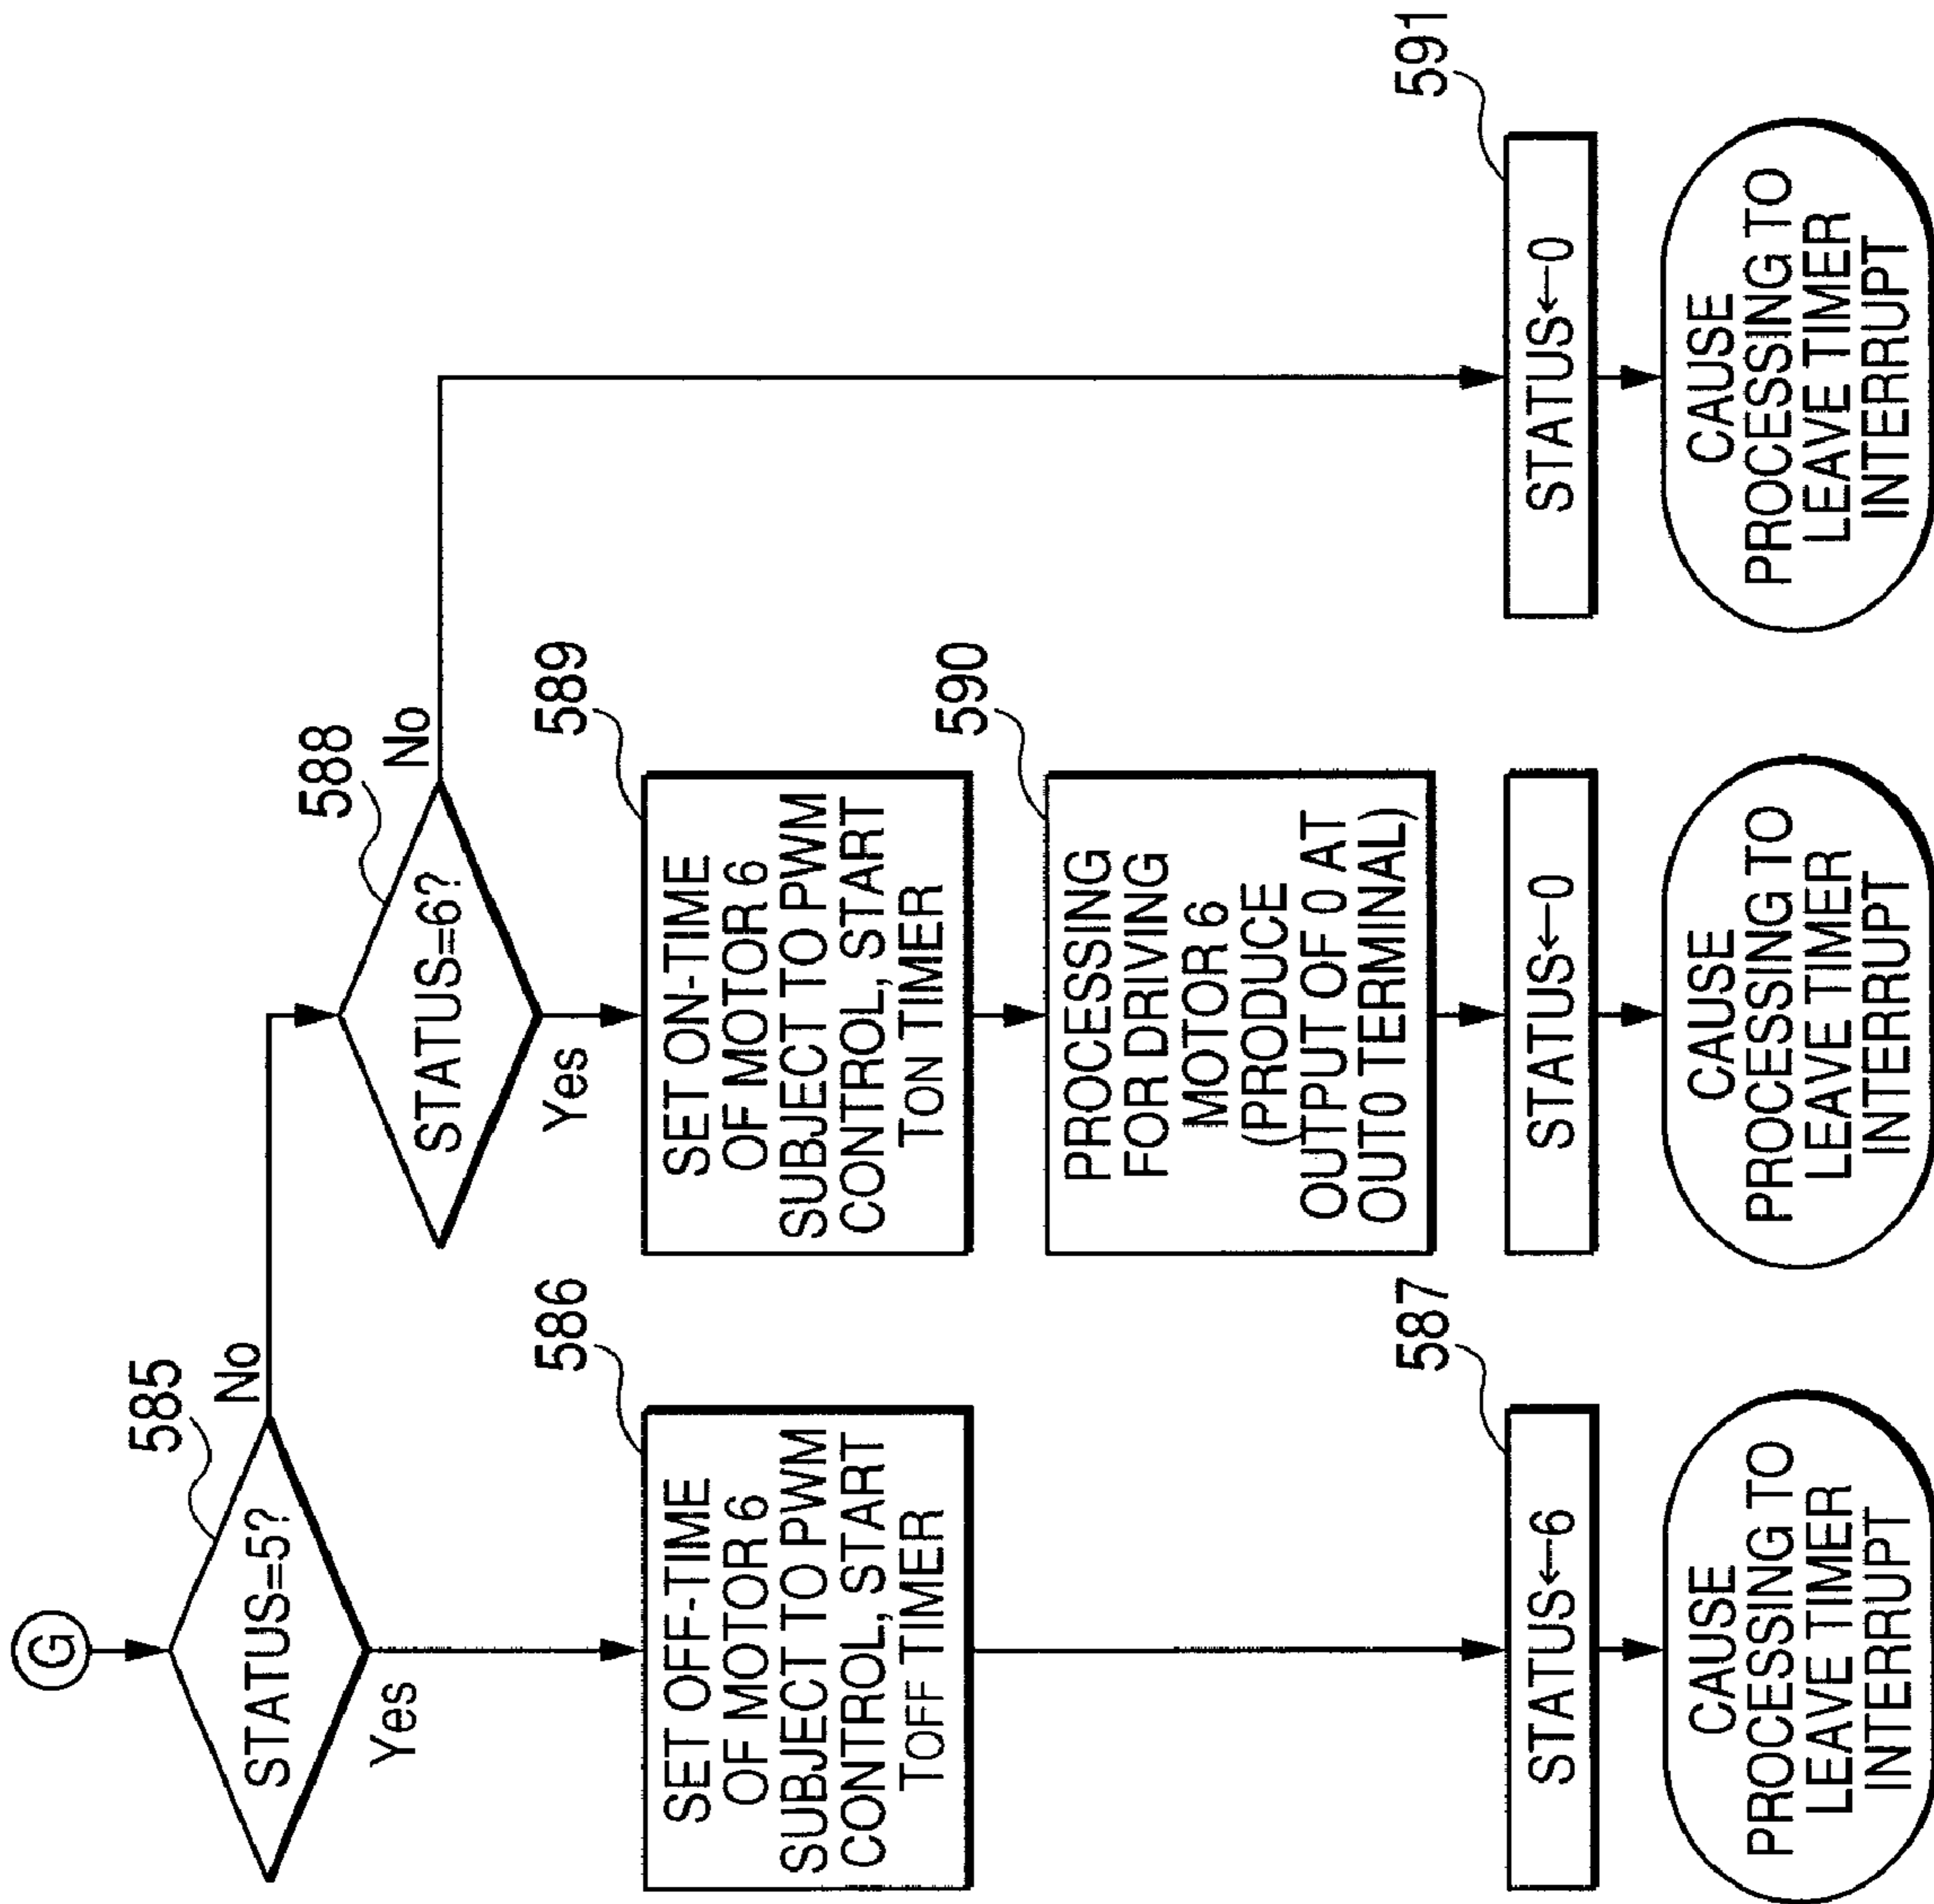 G
585
STATUS=5?
No
Yes
586
SET OFF-TIME
OF MOTOR 6
SUBJECT TO PWM
CONTROL, START
TOFF TIMER
587
STATUS←6
CAUSE
PROCESSING TO
LEAVE TIMER
INTERRUPT
588
STATUS=6?
No
Yes
589
SET ON-TIME
OF MOTOR 6
SUBJECT TO PWM
CONTROL, START
TON TIMER
590
PROCESSING
FOR DRIVING
MOTOR 6
(PRODUCE
OUTPUT OF 0 AT
OUT0 TERMINAL)
STATUS←0
CAUSE
PROCESSING TO
LEAVE TIMER
INTERRUPT
591
STATUS←0
CAUSE
PROCESSING TO
LEAVE TIMER
INTERRUPT